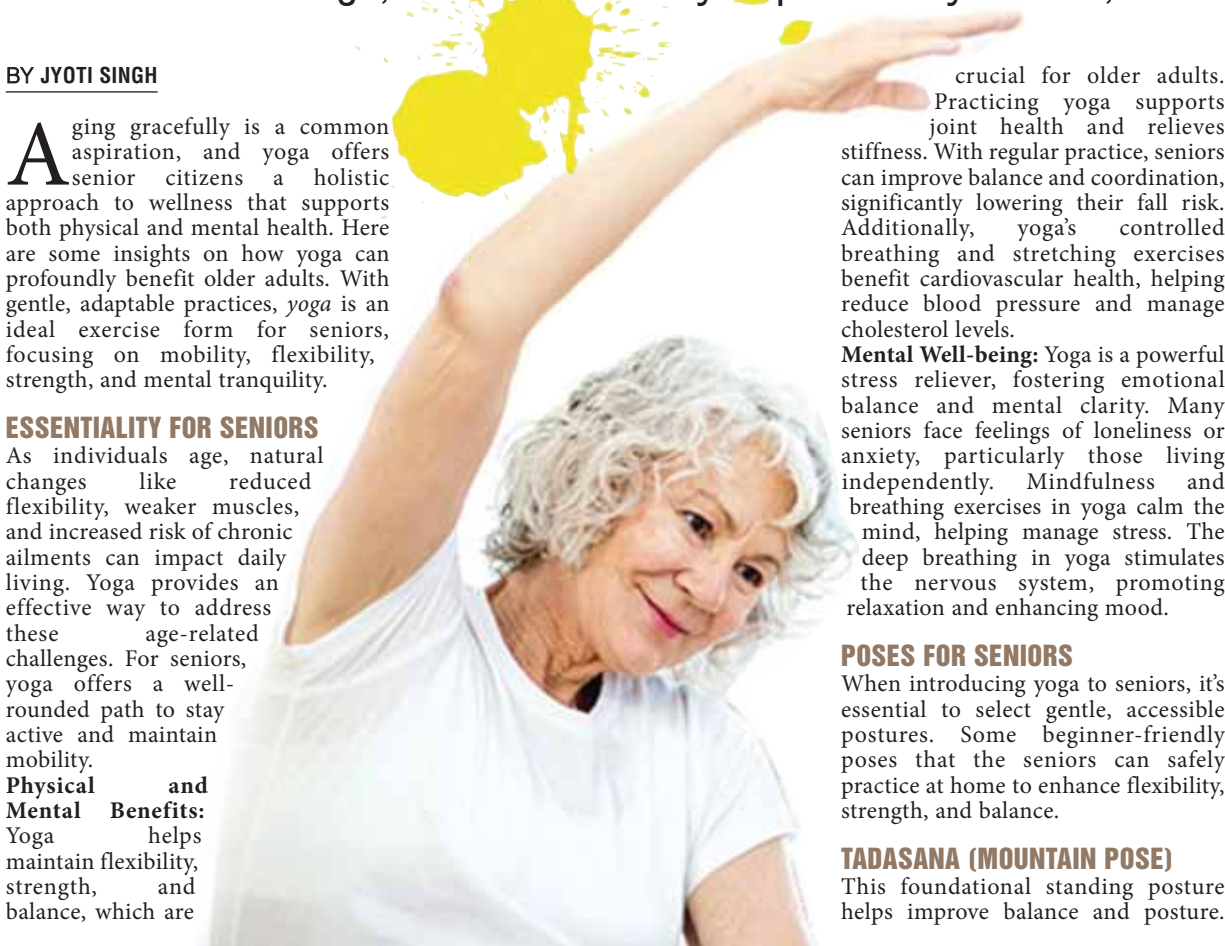 BY JYOTI SINGH
Aging gracefully is a common
aspiration, and yoga offers
senior citizens a holistic
approach to wellness that supports
both physical and mental health. Here
are some insights on how yoga can
profoundly benefit older adults. With
gentle, adaptable practices, yoga is an
ideal exercise form for seniors,
focusing on mobility, flexibility,
strength, and mental tranquility.
ESSENTIALITY FOR SENIORS
As individuals age, natural
changes like reduced
flexibility, weaker muscles,
and increased risk of chronic
ailments can impact daily
living. Yoga provides an
effective way to address
these age-related
challenges. For seniors,
yoga offers a well-
rounded path to stay
active and maintain
mobility.
Physical and
Mental Benefits:
Yoga helps
maintain flexibility,
strength, and
balance, which are
crucial for older adults.
Practicing yoga supports
joint health and relieves
stiffness. With regular practice, seniors
can improve balance and coordination,
significantly lowering their fall risk.
Additionally, yoga's controlled
breathing and stretching exercises
benefit cardiovascular health, helping
reduce blood pressure and manage
cholesterol levels.
Mental Well-being: Yoga is a powerful
stress reliever, fostering emotional
balance and mental clarity. Many
seniors face feelings of loneliness or
anxiety, particularly those living
independently. Mindfulness and
breathing exercises in yoga calm the
mind, helping manage stress. The
deep breathing in yoga stimulates
the nervous system, promoting
relaxation and enhancing mood.
POSES FOR SENIORS
When introducing yoga to seniors, it's
essential to select gentle, accessible
postures. Some beginner-friendly
poses that the seniors can safely
practice at home to enhance flexibility,
strength, and balance.
TADASANA (MOUNTAIN POSE)
This foundational standing posture
helps improve balance and posture.